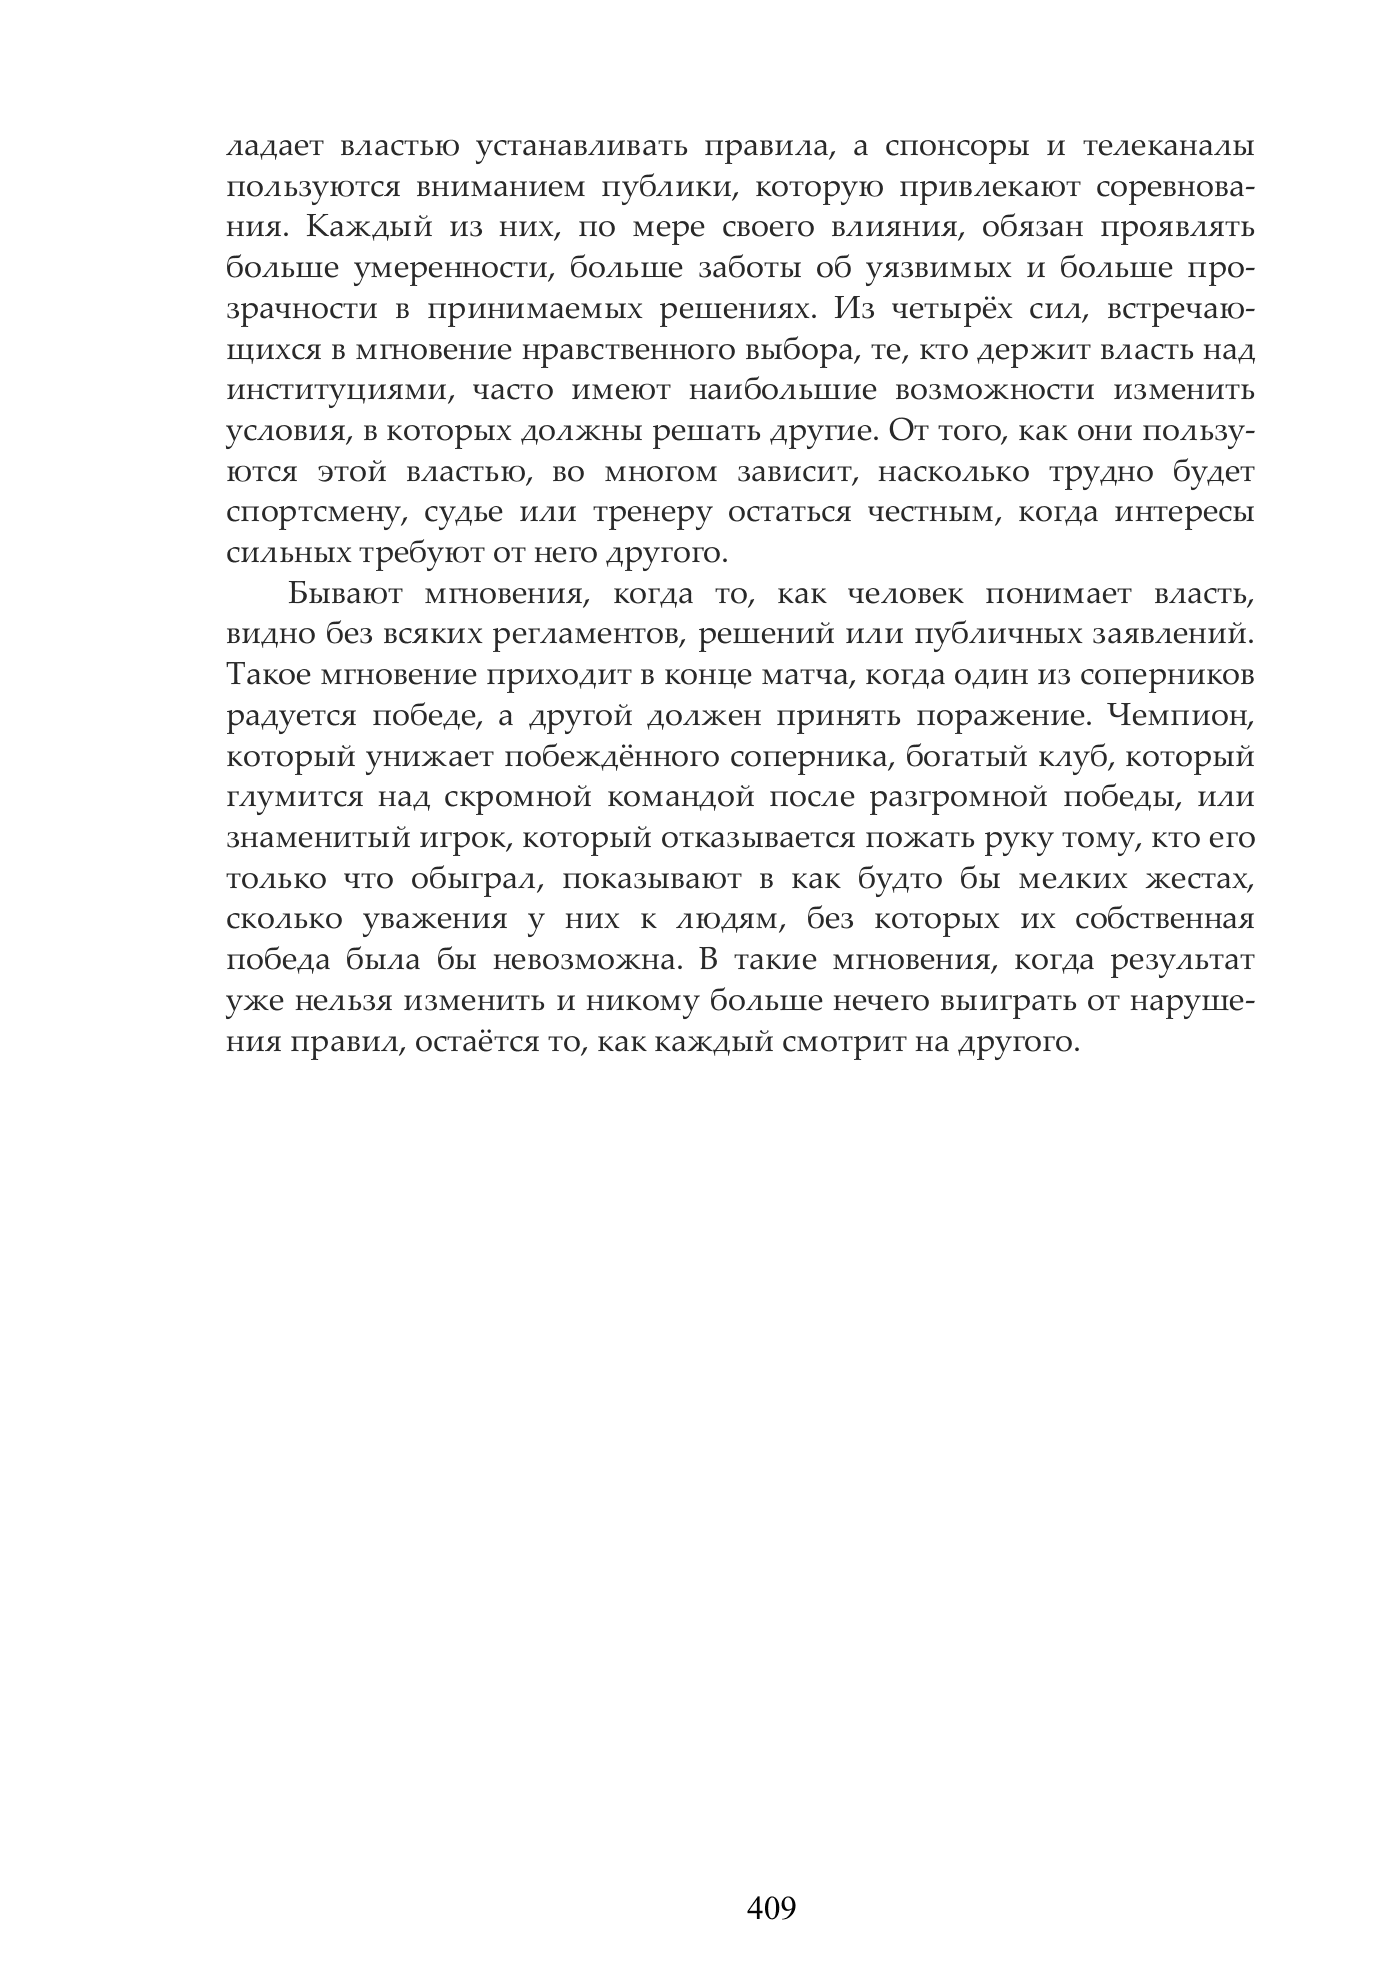 ладает властью устанавливать правила, а спонсоры и телеканалы
пользуются вниманием публики, которую привлекают соревнова-
ния. Каждый из них, по мере своего влияния, обязан проявлять
больше умеренности, больше заботы об уязвимых и больше про-
зрачности в принимаемых решениях. Из четырёх сил, встречаю-
щихся в мгновение нравственного выбора, те, кто держит власть над
институциями, часто имеют наибольшие возможности изменить
условия, в которых должны решать другие. От того, как они пользу-
ются этой властью, во многом зависит, насколько трудно будет
спортсмену, судье или тренеру остаться честным, когда интересы
сильных требуют от него другого.
Бывают мгновения, когда то, как человек понимает власть,
видно без всяких регламентов, решений или публичных заявлений.
Такое мгновение приходит в конце матча, когда один из соперников
радуется победе, а другой должен принять поражение. Чемпион,
который унижает побеждённого соперника, богатый клуб, который
глумится над скромной командой после разгромной победы, или
знаменитый игрок, который отказывается пожать руку тому, кто его
только что обыграл, показывают в как будто бы мелких жестах,
сколько уважения у них к людям, без которых их собственная
победа была бы невозможна. В такие мгновения, когда результат
уже нельзя изменить и никому больше нечего выиграть от наруше-
ния правил, остаётся то, как каждый смотрит на другого.
409